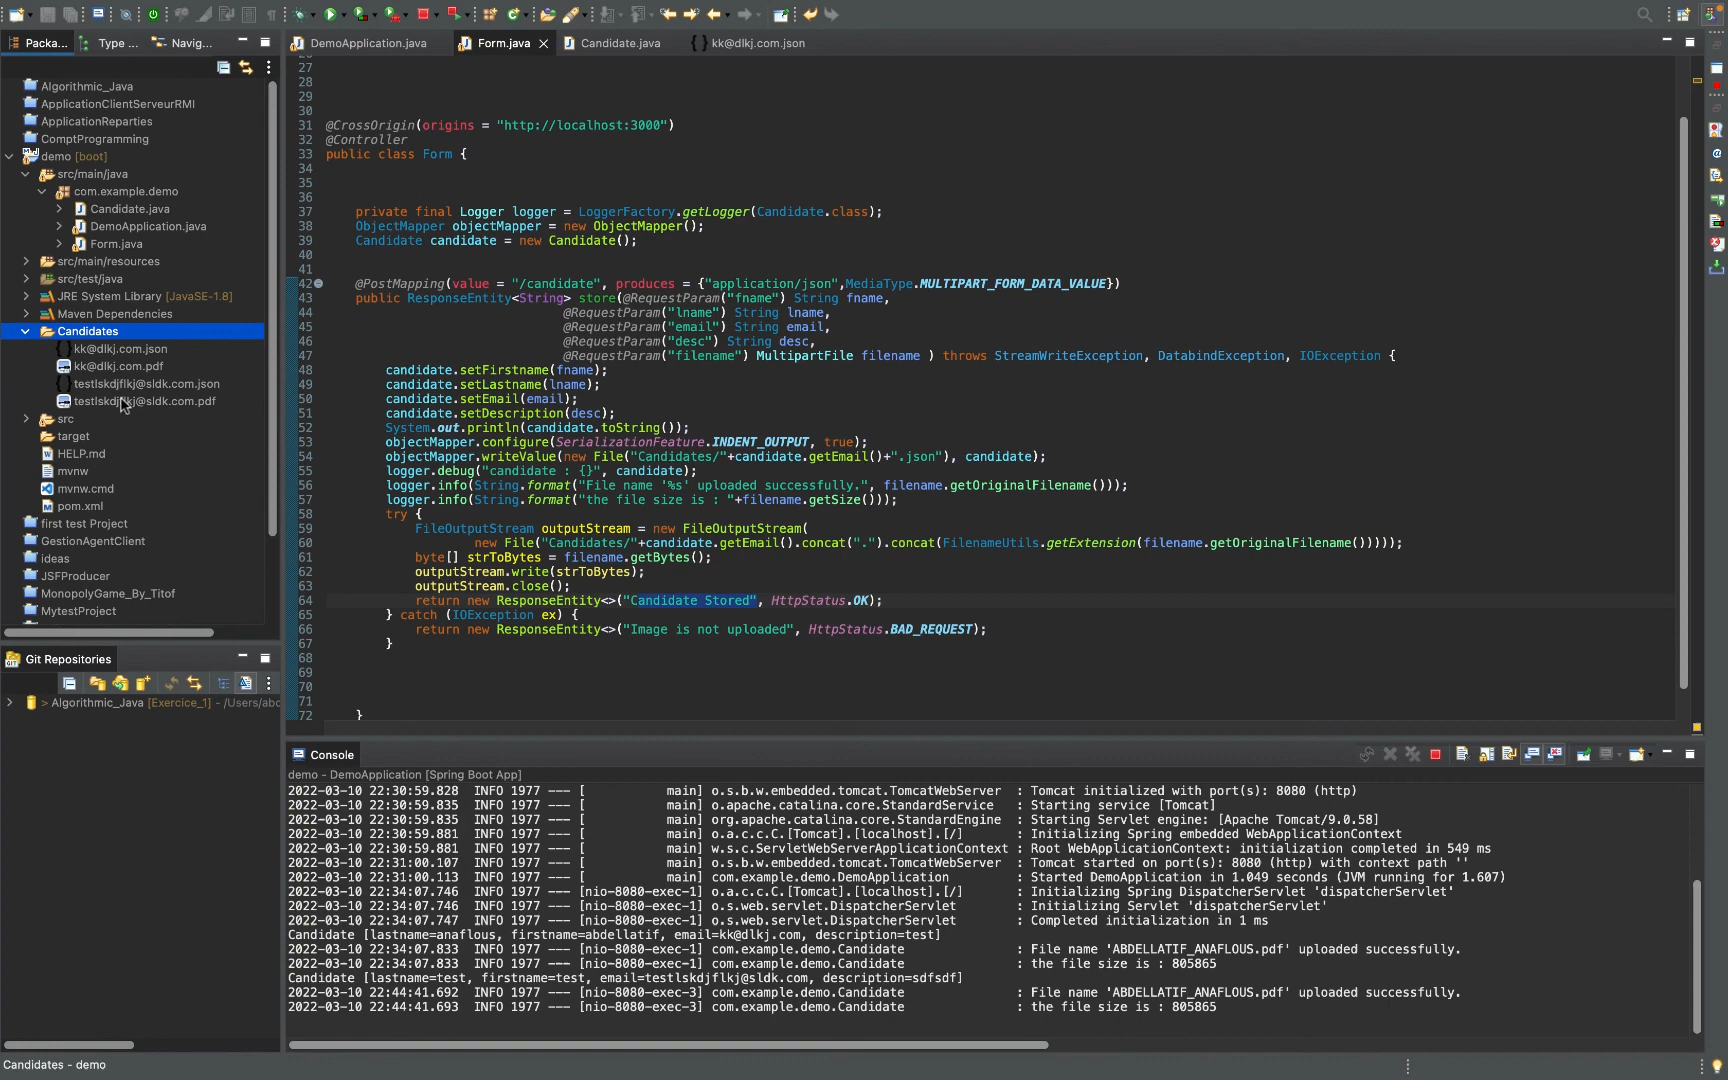 Packa...
Type ...
Navig...
DemoApplication.java
Form.java
Candidate.java
kk@dlkj.com.json
Algorithmic_Java
ApplicationClientServeurRMI
ApplicationReparties
ComptProgramming
demo [boot]
src/main/java
com.example.demo
Candidate.java
DemoApplication.java
Form.java
src/main/resources
src/test/java
JRE System Library [JavaSE-1.8]
Maven Dependencies
Candidates
kk@dlkj.com.json
kk@dlkj.com.pdf
testlskdjflkj@sldk.com.json
testlskdjflkj@sldk.com.pdf
src
target
HELP.md
mvnw
mvnw.cmd
pom.xml
first test Project
GestionAgentClient
ideas
JSFProducer
MonopolyGame_By_Titof
MytestProject
Git Repositories
> Algorithmic_Java [Exercice_1] - /Users/abd
27
28
29
30
31 @CrossOrigin(origins = "http://localhost:3000")
32 @Controller
33 public class Form {
34
35
36
37 private final Logger logger = LoggerFactory.getLogger(Candidate.class);
38 ObjectMapper objectMapper = new ObjectMapper();
39 Candidate candidate = new Candidate();
40
41
42 @PostMapping(value = "/candidate", produces = {"application/json",MediaType.MULTIPART_FORM_DATA_VALUE})
43 public ResponseEntity<String> store(@RequestParam("fname") String fname,
44 @RequestParam("lname") String lname,
45 @RequestParam("email") String email,
46 @RequestParam("desc") String desc,
47 @RequestParam("filename") MultipartFile filename ) throws StreamWriteException, DatabindException, IOException {
48 candidate.setFirstname(fname);
49 candidate.setLastname(lname);
50 candidate.setEmail(email);
51 candidate.setDescription(desc);
52 System.out.println(candidate.toString());
53 objectMapper.configure(SerializationFeature.INDENT_OUTPUT, true);
54 objectMapper.writeValue(new File("Candidates/"+candidate.getEmail()+".json"), candidate);
55 logger.debug("candidate : {}", candidate);
56 logger.info(String.format("File name '%s' uploaded successfully.", filename.getOriginalFilename()));
57 logger.info(String.format("the file size is : "+filename.getSize()));
58 try {
59 FileOutputStream outputStream = new FileOutputStream(
60 new File("Candidates/"+candidate.getEmail().concat(".").concat(FilenameUtils.getExtension(filename.getOriginalFilename()))));
61 byte[] strToBytes = filename.getBytes();
62 outputStream.write(strToBytes);
63 outputStream.close();
64 return new ResponseEntity<>("Candidate Stored", HttpStatus.OK);
65 } catch (IOException ex) {
66 return new ResponseEntity<>("Image is not uploaded", HttpStatus.BAD_REQUEST);
67 }
68
69
70
71
72 }
Console
demo - DemoApplication [Spring Boot App]
2022-03-10 22:30:59.828 INFO 1977 --- [ main] o.s.b.w.embedded.tomcat.TomcatWebServer : Tomcat initialized with port(s): 8080 (http)
2022-03-10 22:30:59.835 INFO 1977 --- [ main] o.apache.catalina.core.StandardService : Starting service [Tomcat]
2022-03-10 22:30:59.835 INFO 1977 --- [ main] org.apache.catalina.core.StandardEngine : Starting Servlet engine: [Apache Tomcat/9.0.58]
2022-03-10 22:30:59.881 INFO 1977 --- [ main] o.a.c.c.C.[Tomcat].[localhost].[/] : Initializing Spring embedded WebApplicationContext
2022-03-10 22:30:59.881 INFO 1977 --- [ main] w.s.c.ServletWebServerApplicationContext : Root WebApplicationContext: initialization completed in 549 ms
2022-03-10 22:31:00.107 INFO 1977 --- [ main] o.s.b.w.embedded.tomcat.TomcatWebServer : Tomcat started on port(s): 8080 (http) with context path ''
2022-03-10 22:31:00.113 INFO 1977 --- [ main] com.example.demo.DemoApplication : Started DemoApplication in 1.049 seconds (JVM running for 1.607)
2022-03-10 22:34:07.746 INFO 1977 --- [nio-8080-exec-1] o.a.c.c.C.[Tomcat].[localhost].[/] : Initializing Spring DispatcherServlet 'dispatcherServlet'
2022-03-10 22:34:07.746 INFO 1977 --- [nio-8080-exec-1] o.s.web.servlet.DispatcherServlet : Initializing Servlet 'dispatcherServlet'
2022-03-10 22:34:07.747 INFO 1977 --- [nio-8080-exec-1] o.s.web.servlet.DispatcherServlet : Completed initialization in 1 ms
Candidate [lastname=anaflous, firstname=abdellatif, email=kk@dlkj.com, description=test]
2022-03-10 22:34:07.833 INFO 1977 --- [nio-8080-exec-1] com.example.demo.Candidate : File name 'ABDELLATIF_ANAFLOUS.pdf' uploaded successfully.
2022-03-10 22:34:07.833 INFO 1977 --- [nio-8080-exec-1] com.example.demo.Candidate : the file size is : 805865
Candidate [lastname=test, firstname=test, email=testlskdjflkj@sldk.com, description=sdfsdf]
2022-03-10 22:44:41.692 INFO 1977 --- [nio-8080-exec-3] com.example.demo.Candidate : File name 'ABDELLATIF_ANAFLOUS.pdf' uploaded successfully.
2022-03-10 22:44:41.693 INFO 1977 --- [nio-8080-exec-3] com.example.demo.Candidate : the file size is : 805865
Candidates - demo